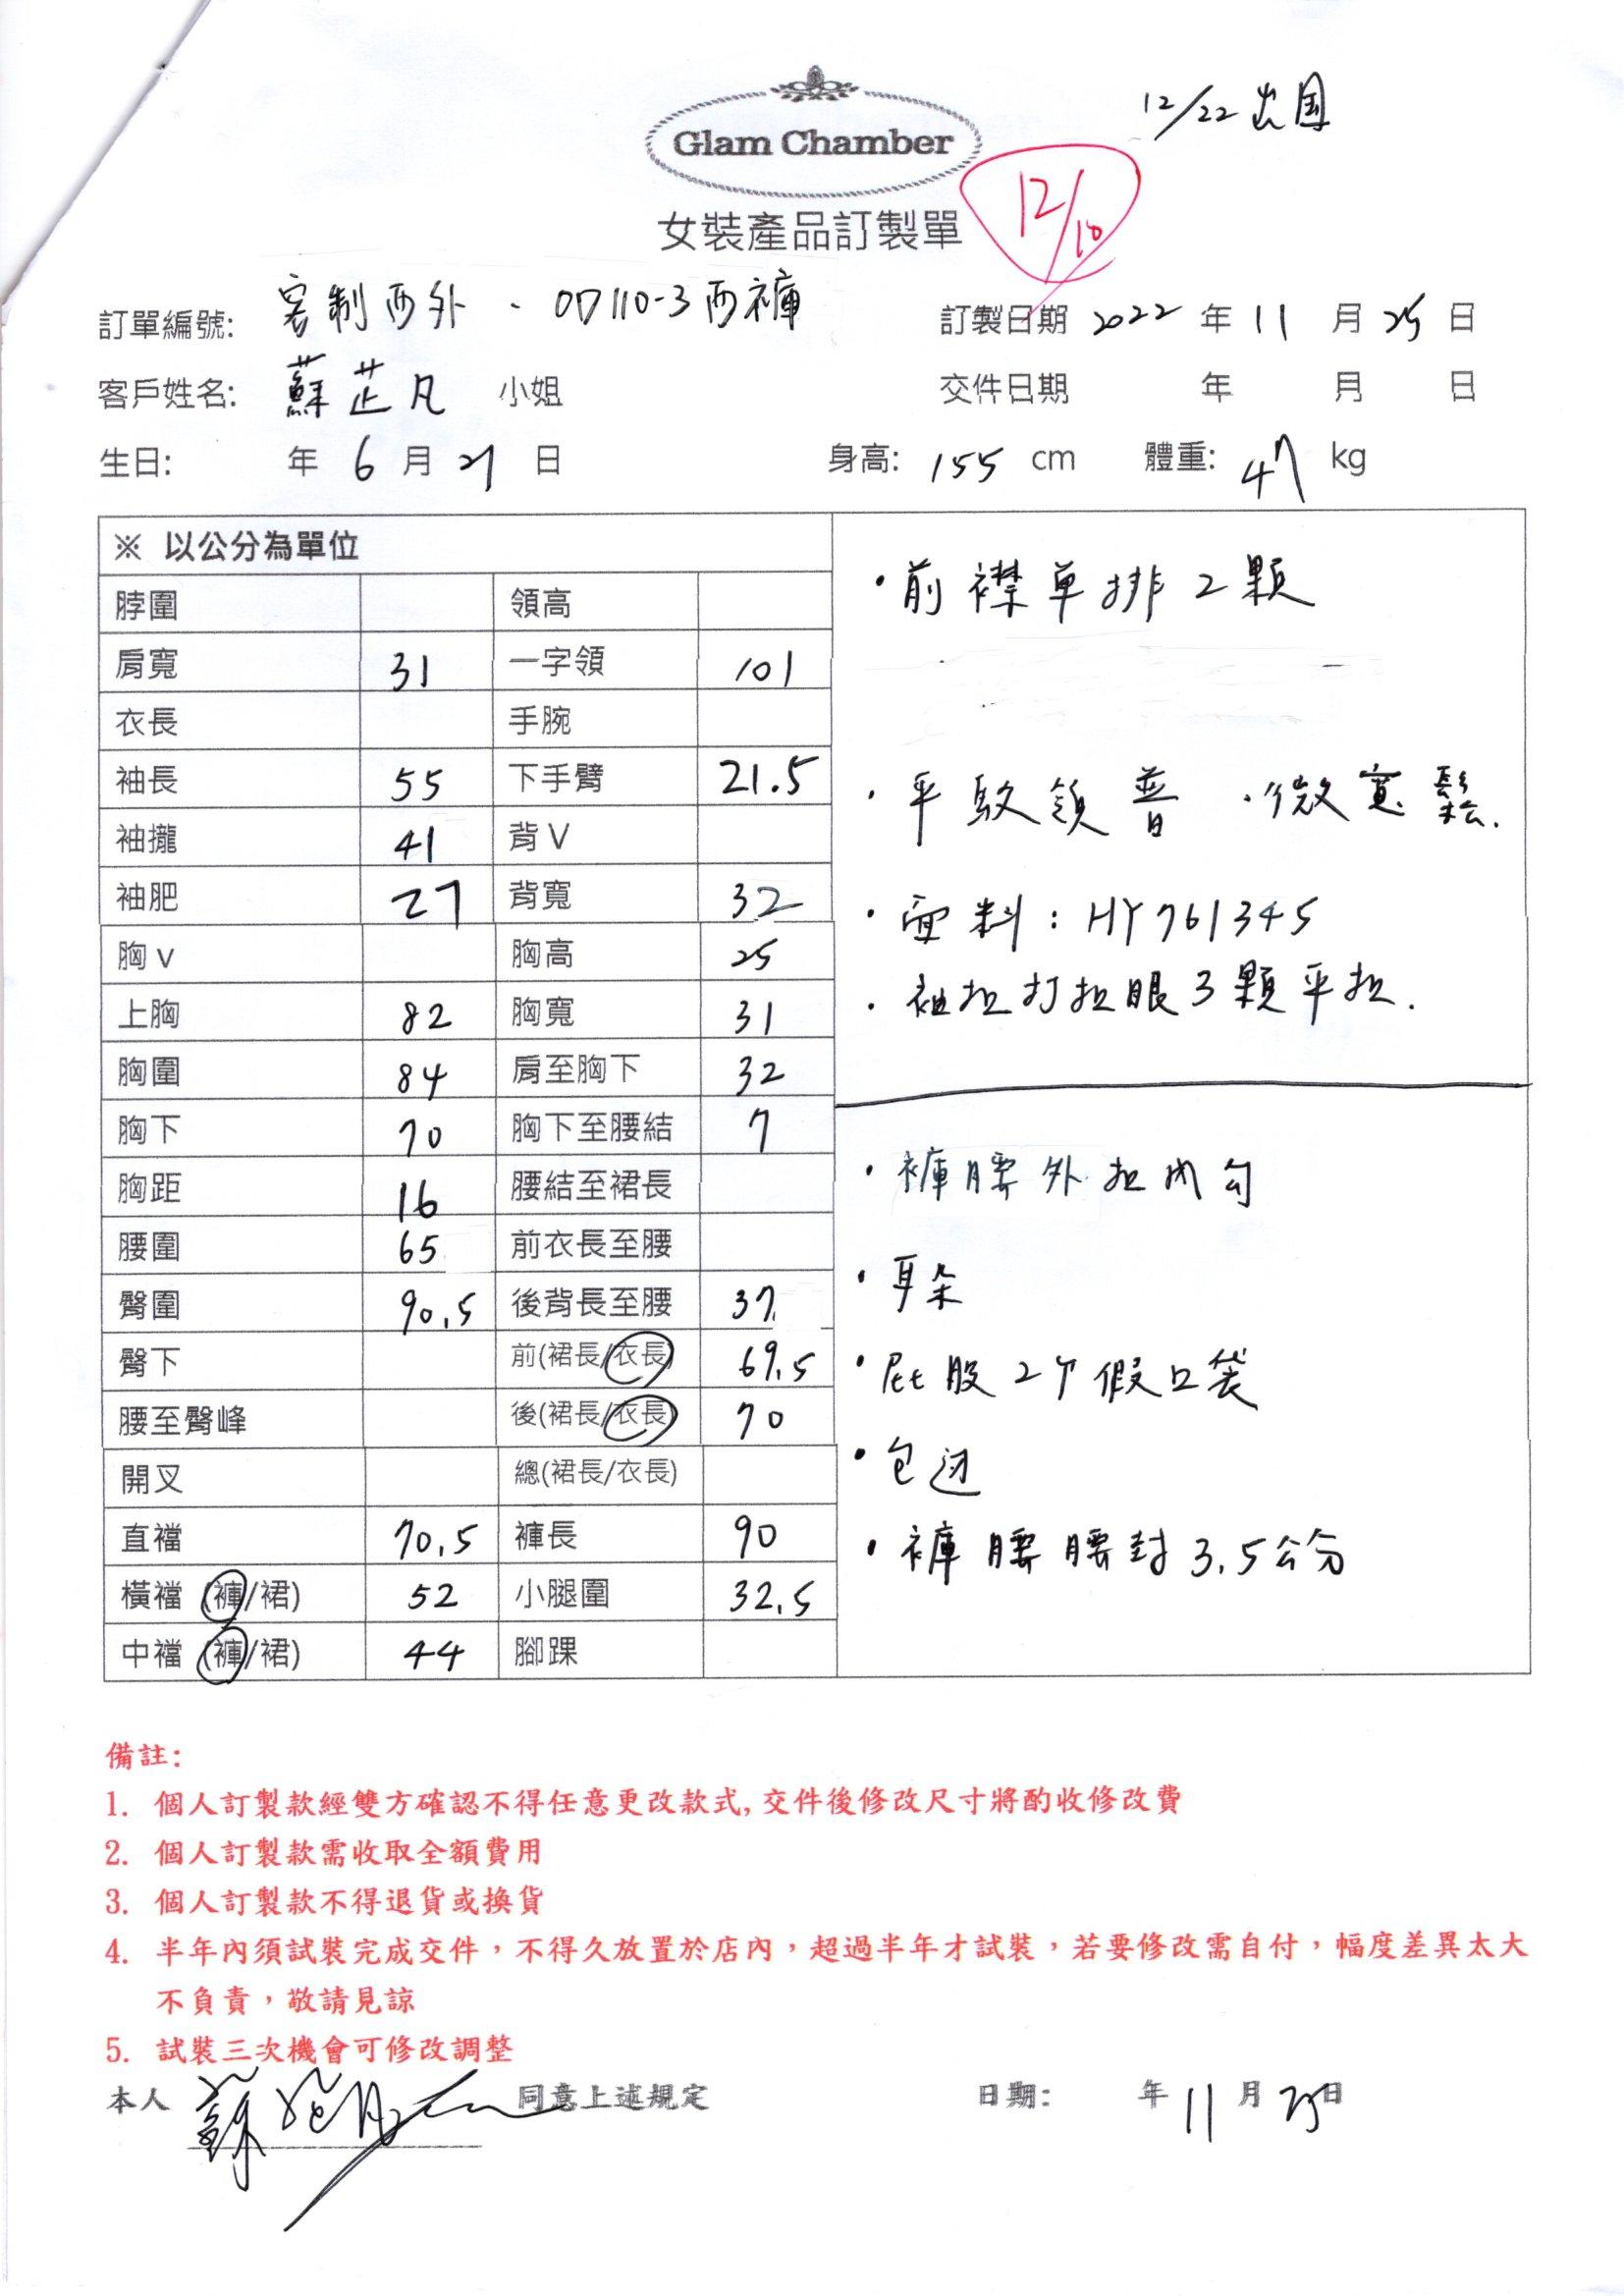 12/22 出国
Glam Chamber
12/10
女裝產品訂製單
訂單編號: 客制西外、OD110-3西褲 訂製日期 2022 年 11 月 25 日
客戶姓名: 蘇芷凡 小姐 交件日期 年 月 日
生日: 年 6 月 21 日 身高: 155 cm 體重: 47 kg
※ 以公分為單位
脖圍 領高
肩寬 31 一字領 101
衣長 手腕
袖長 55 下手臂 21.5
袖攏 41 背V
袖肥 27 背寬 32
胸v 胸高 25
上胸 82 胸寬 31
胸圍 84 肩至胸下 32
胸下 70 胸下至腰結 7
胸距 16 腰結至裙長
腰圍 65 前衣長至腰
臀圍 90.5 後背長至腰 37
臀下 前(裙長/衣長) 69.5
腰至臀峰 後(裙長/衣長) 70
開叉 總(裙長/衣長)
直襠 70.5 褲長 90
橫襠 (褲/裙) 52 小腿圍 32.5
中襠 (褲/裙) 44 腳踝
·前襟單排2顆
·平駁領 普 ·微寬鬆.
·面料:HY761345
·袖扣打扣眼3顆平扣.
·褲腰外扣內勾
·耳朵
·屁股2个假口袋
·包边
·褲腰腰封3.5公分
備註:
1. 個人訂製款經雙方確認不得任意更改款式,交件後修改尺寸將酌收修改費
2. 個人訂製款需收取全額費用
3. 個人訂製款不得退貨或換貨
4. 半年內須試裝完成交件,不得久放置於店內,超過半年才試裝,若要修改需自付,幅度差異太大
不負責,敬請見諒
5. 試裝三次機會可修改調整
本人 蘇芷凡 同意上述規定 日期: 年 11 月 25 日